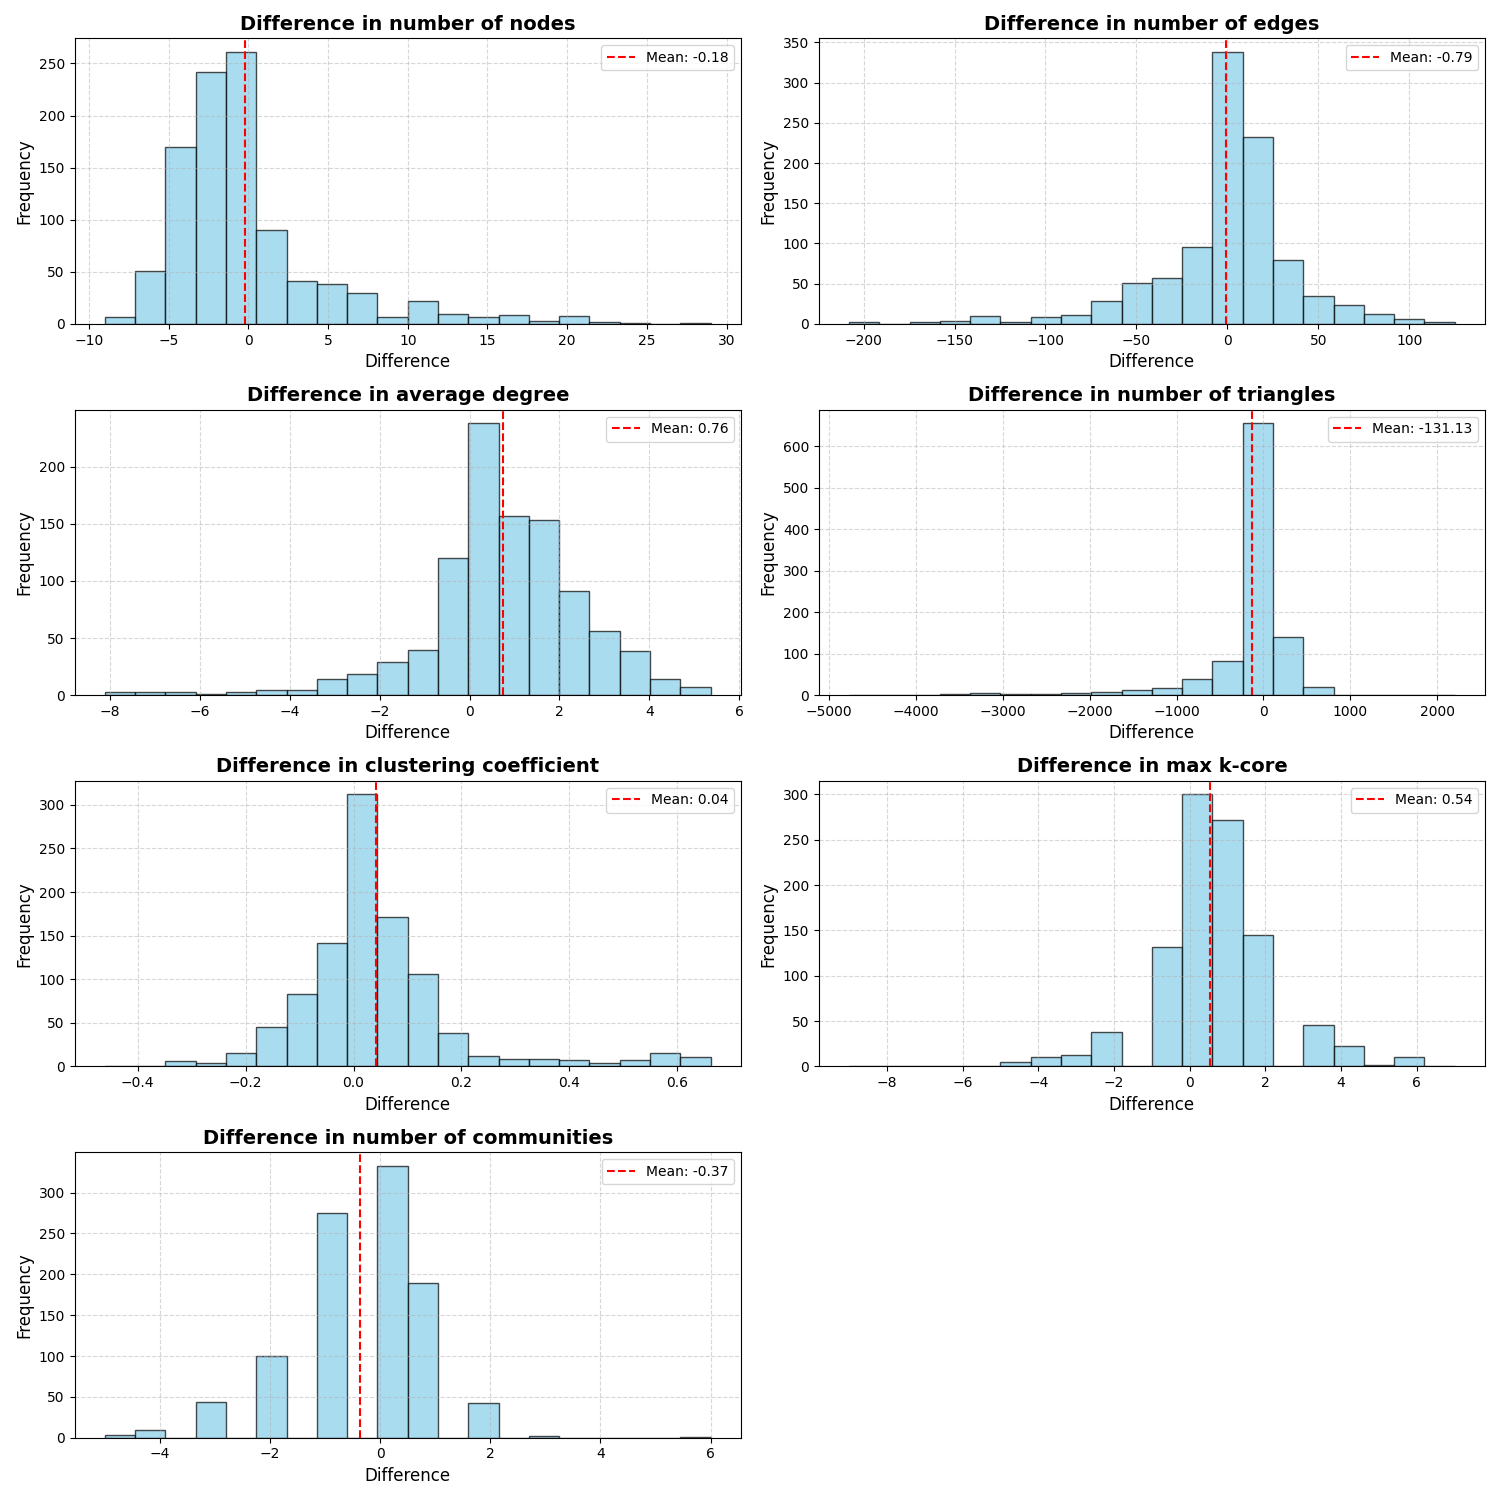 Difference in number of nodes
Mean: -0.18
Frequency
250
200
150
100
50
0
−10 −5 0 5 10 15 20 25 30
Difference
Difference in number of edges
Mean: -0.79
Frequency
350
300
250
200
150
100
50
0
−200 −150 −100 −50 0 50 100
Difference
Difference in average degree
Mean: 0.76
Frequency
200
150
100
50
0
−8 −6 −4 −2 0 2 4 6
Difference
Difference in number of triangles
Mean: -131.13
Frequency
600
500
400
300
200
100
0
−5000 −4000 −3000 −2000 −1000 0 1000 2000
Difference
Difference in clustering coefficient
Mean: 0.04
Frequency
300
250
200
150
100
50
0
−0.4 −0.2 0.0 0.2 0.4 0.6
Difference
Difference in max k-core
Mean: 0.54
Frequency
300
250
200
150
100
50
0
−8 −6 −4 −2 0 2 4 6
Difference
Difference in number of communities
Mean: -0.37
Frequency
300
250
200
150
100
50
0
−4 −2 0 2 4 6
Difference